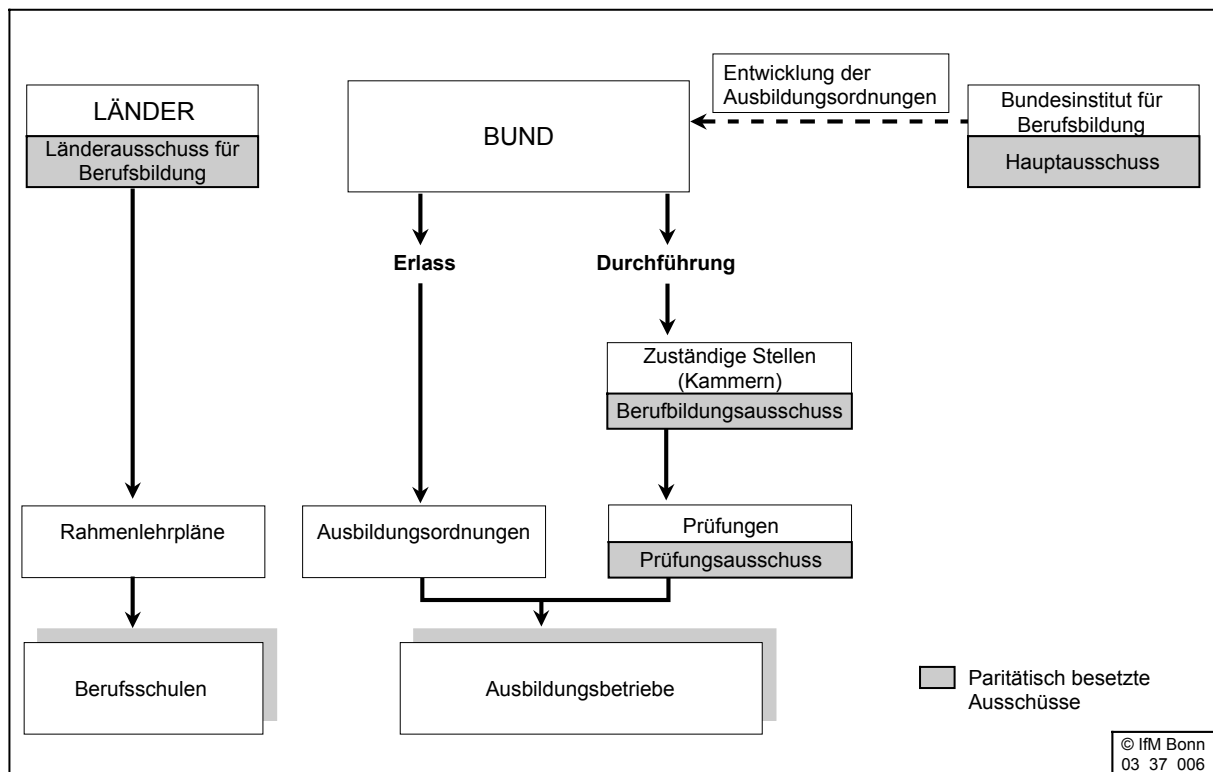 LÄNDER
Länderausschuss für
Berufsbildung
BUND
Entwicklung der
Ausbildungsordnungen
Bundesinstitut für
Berufsbildung
Hauptausschuss
Erlass
Durchführung
Zuständige Stellen
(Kammern)
Berufbildungsausschuss
Rahmenlehrpläne
Ausbildungsordnungen
Prüfungen
Prüfungsausschuss
Berufsschulen
Ausbildungsbetriebe
Paritätisch besetzte
Ausschüsse
© IfM Bonn
03 37 006